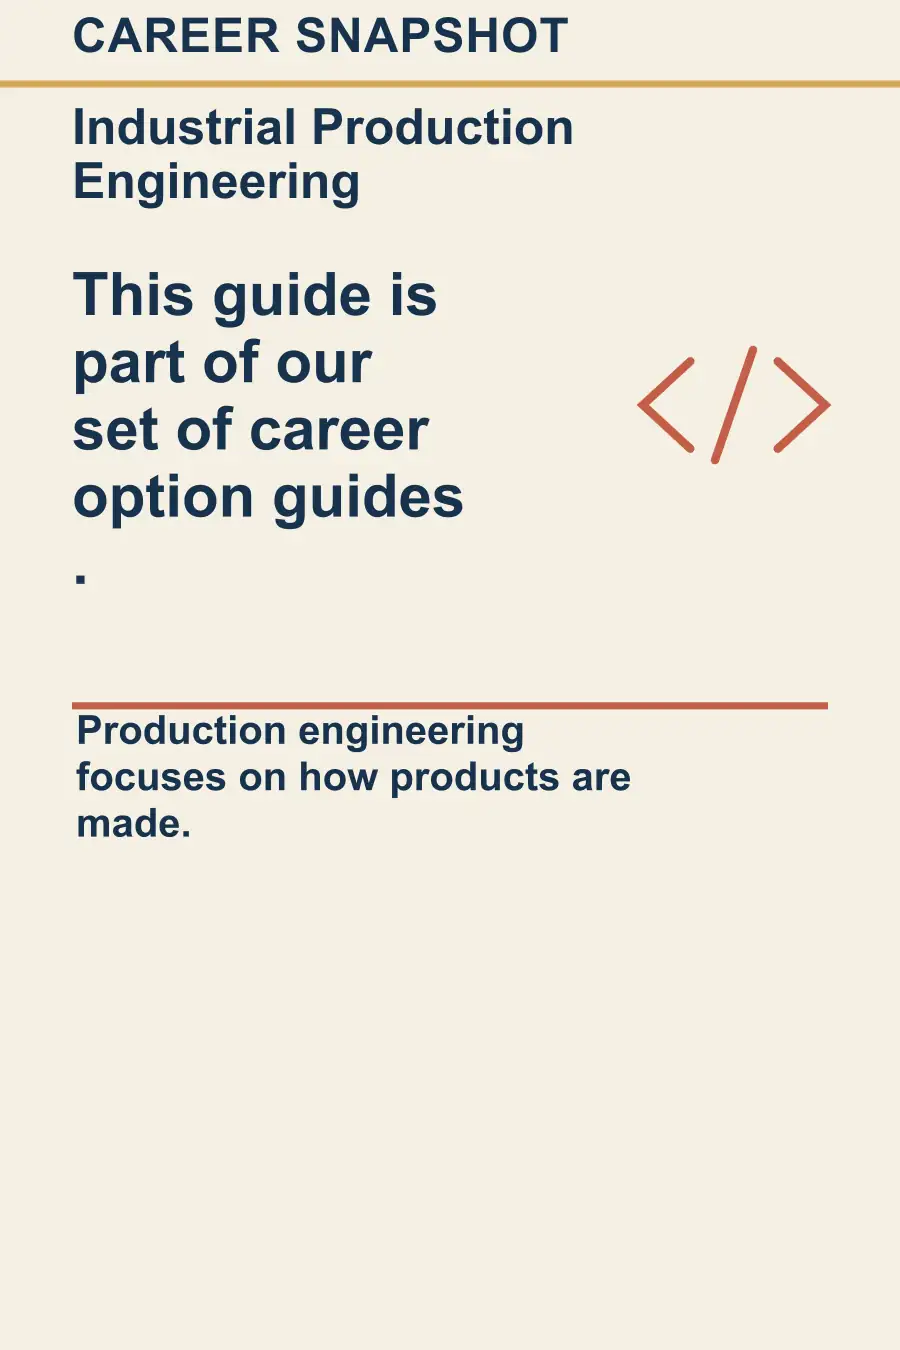 CAREER SNAPSHOT
Industrial Production
Engineering
This guide is
part of our
set of career
option guides
.
</>
Production engineering
focuses on how products are
made.